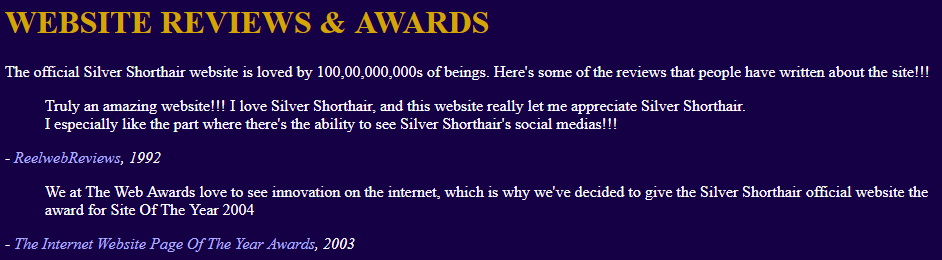 WEBSITE REVIEWS & AWARDS
The official Silver Shorthair website is loved by 100,00,000,000s of beings. Here's some of the reviews that people have written about the site!!!
Truly an amazing website!!! I love Silver Shorthair, and this website really let me appreciate Silver Shorthair.
I especially like the part where there's the ability to see Silver Shorthair's social medias!!!
- ReelwebReviews, 1992
We at The Web Awards love to see innovation on the internet, which is why we've decided to give the Silver Shorthair official website the
award for Site Of The Year 2004
- The Internet Website Page Of The Year Awards, 2003